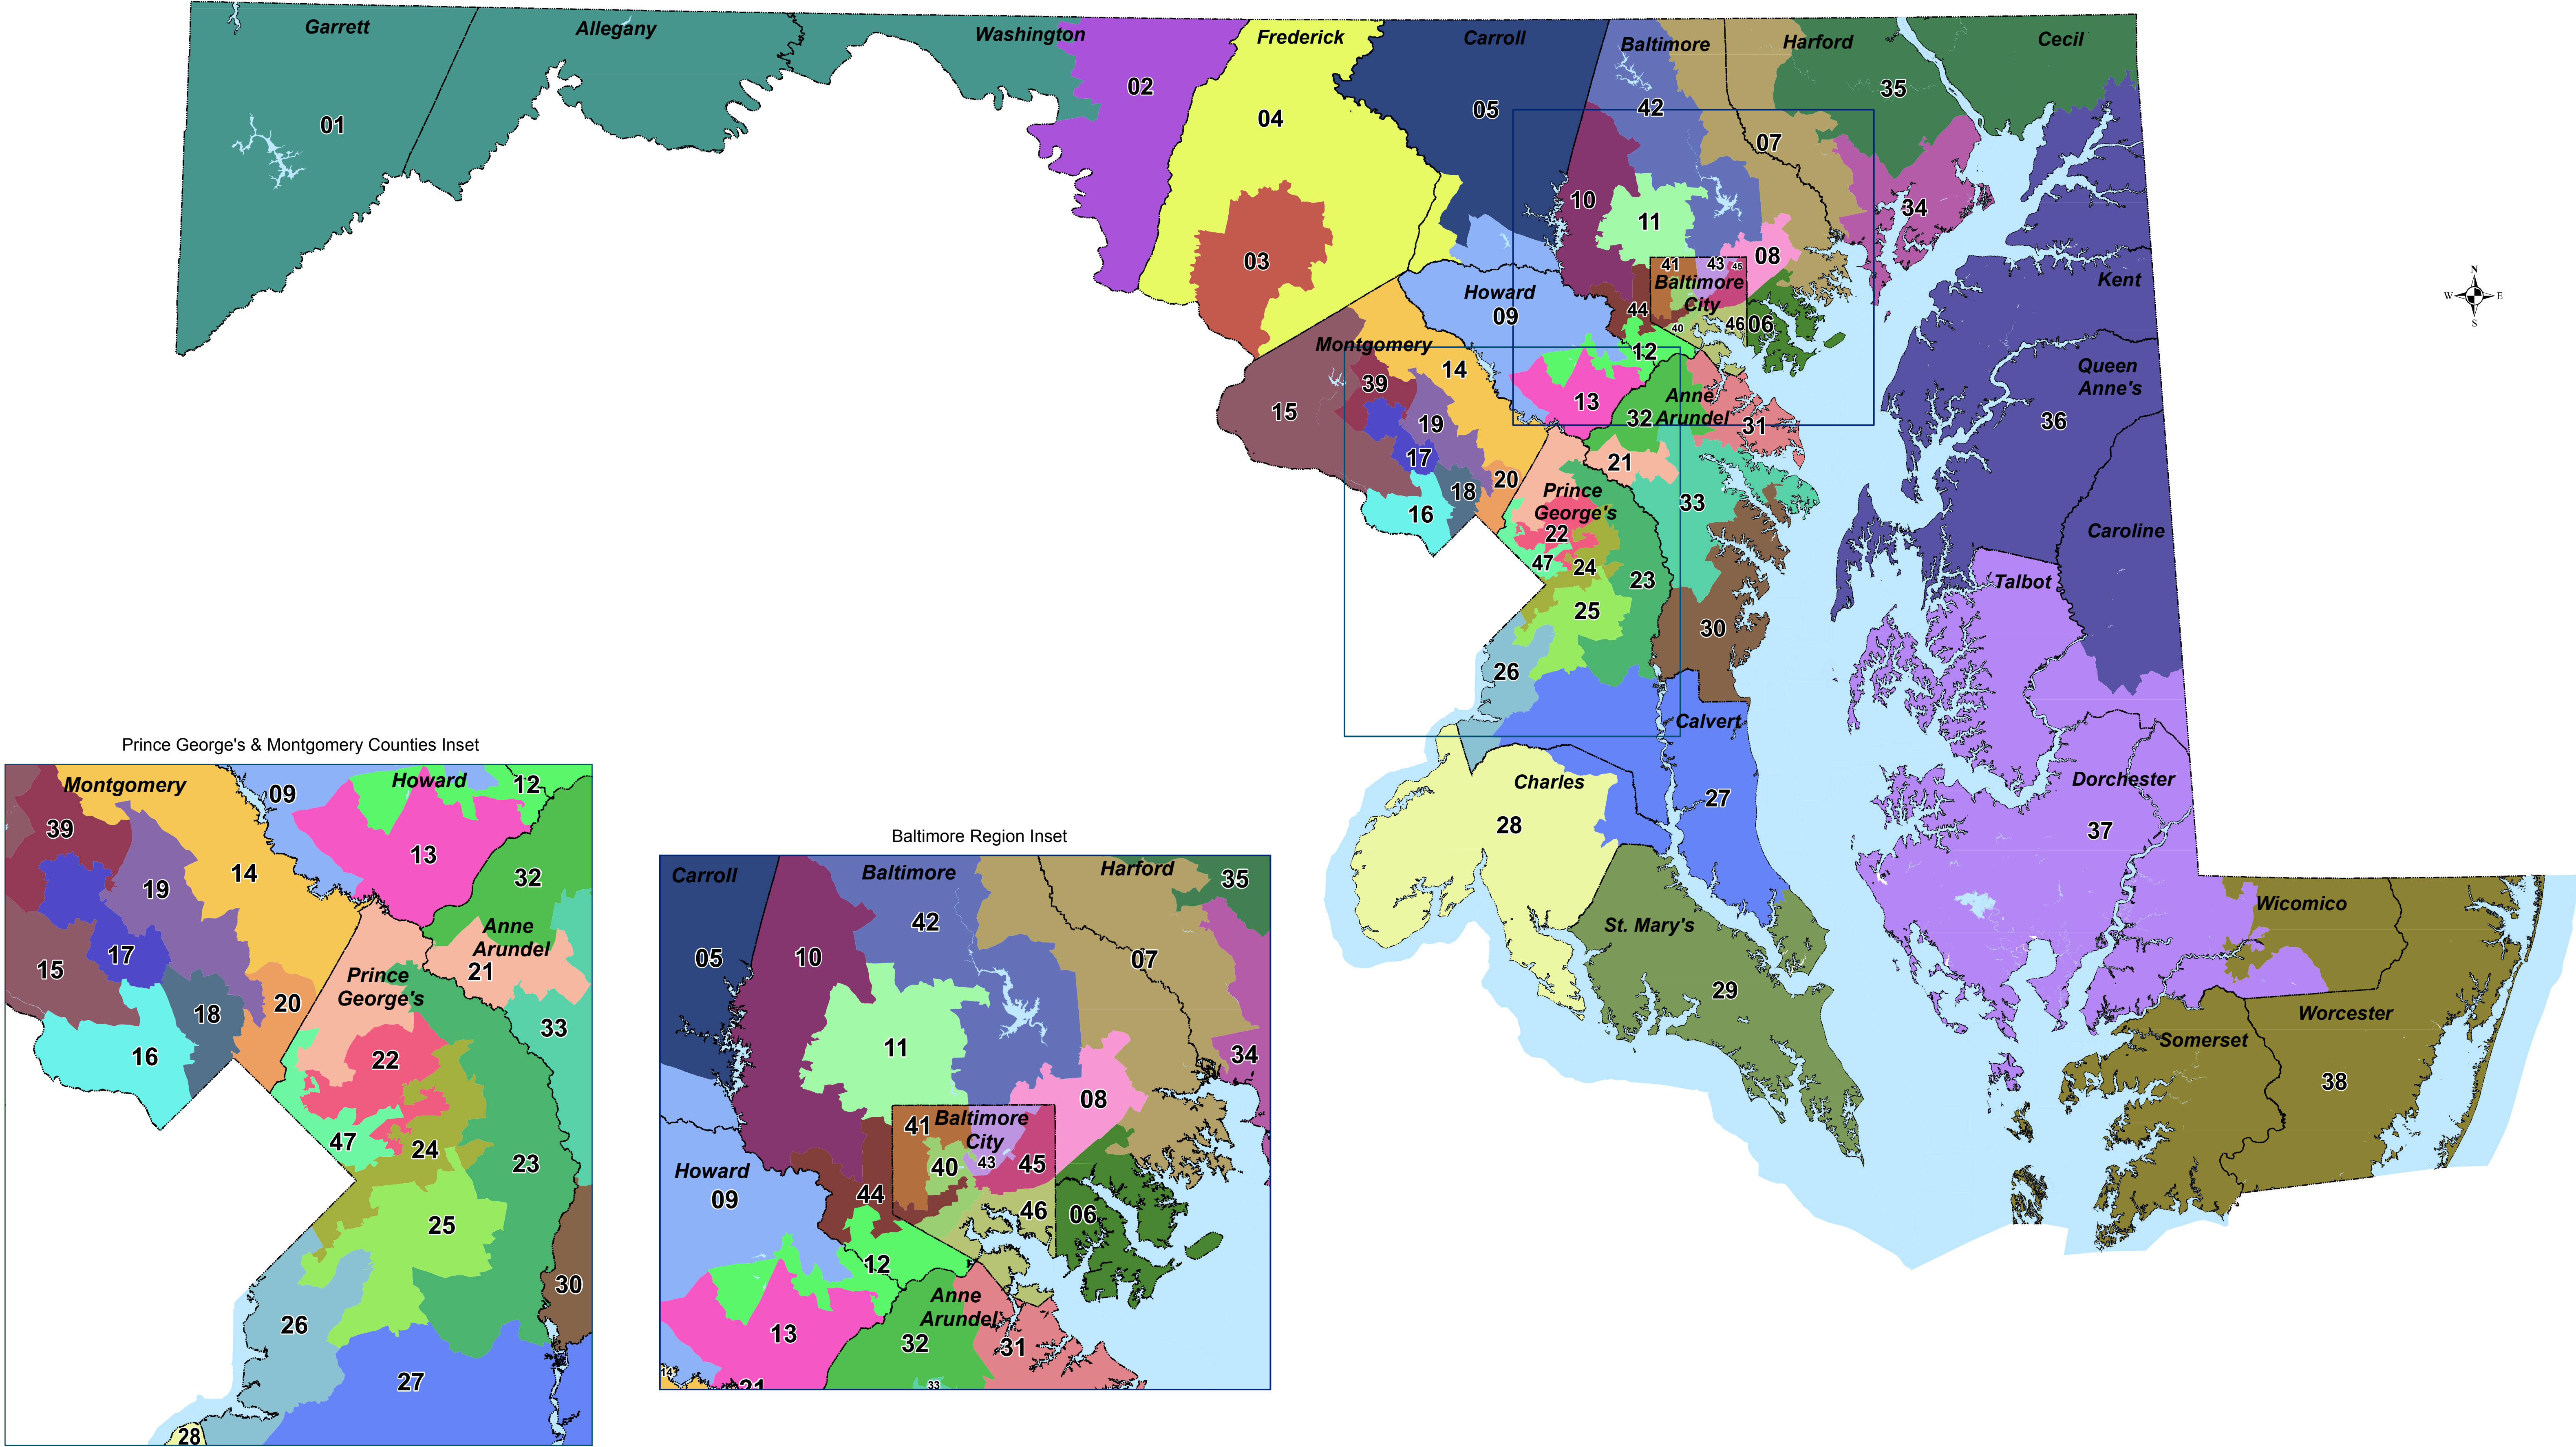 Garrett
Allegany
Washington
Frederick
Carroll
Baltimore
Harford
Cecil
01
02
04
05
42
35
07
03
10
11
34
08
41
43
45
Baltimore
City
Howard
09
44
40
46
06
Kent
N
W
E
S
Montgomery
12
14
39
15
13
19
Anne
Arundel
32
31
Queen
Anne's
36
17
21
20
18
16
Prince
George's
33
22
47
24
23
25
Caroline
Talbot
30
26
Calvert
Charles
27
28
Dorchester
37
St. Mary's
29
Wicomico
Worcester
Somerset
38
Prince George's & Montgomery Counties Inset
Montgomery
09
Howard
12
39
19
14
13
32
Anne
Arundel
21
17
15
Prince
George's
20
18
33
16
22
47
24
23
25
30
26
27
28
Baltimore Region Inset
Carroll
Baltimore
Harford
35
42
05
10
07
11
34
08
41
Baltimore
City
43
40
45
Howard
09
44
46
06
12
Anne
Arundel
13
32
31
14
21
33